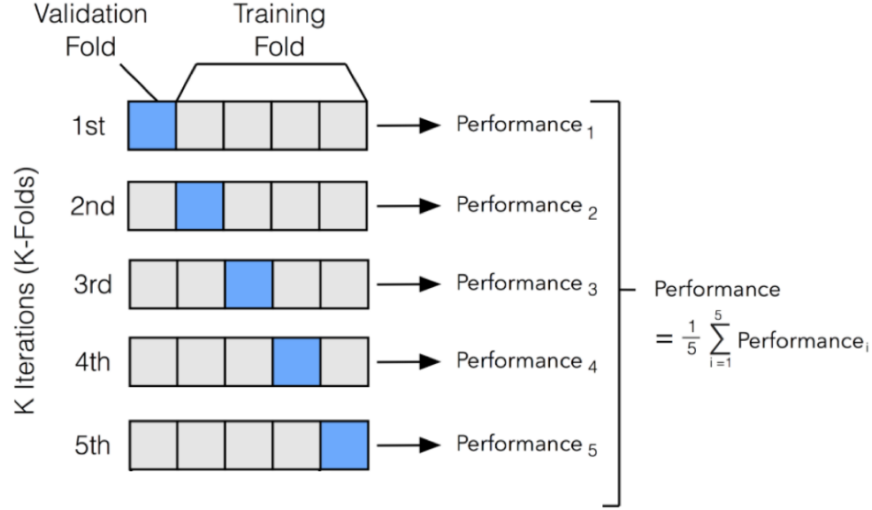 Validation
Fold
Training
Fold
K Iterations (K-Folds)
1st
Performance 1
2nd
Performance 2
3rd
Performance 3
4th
Performance 4
5th
Performance 5
Performance
= 1/5 5∑i=1 Performancei